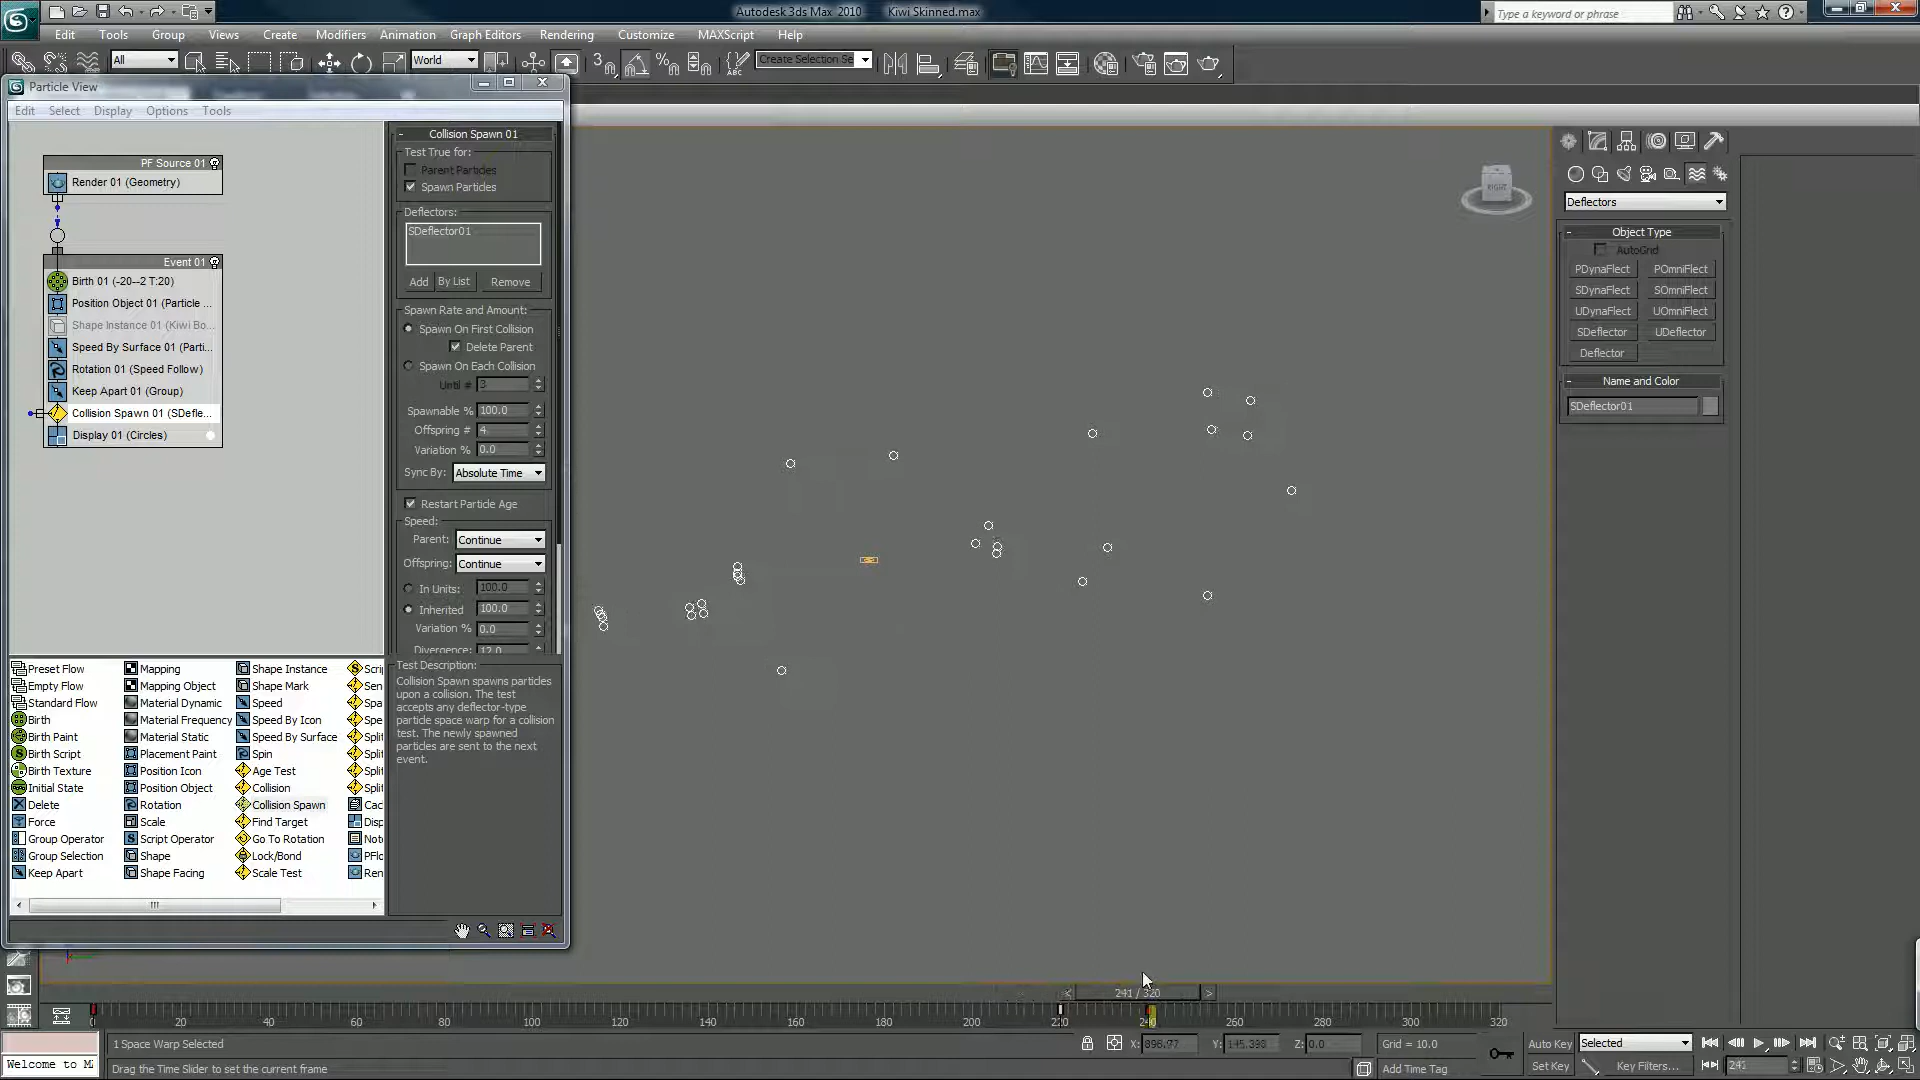 Autodesk 3ds Max 2010 Kiwi Skinned.max
Type a keyword or phrase
Edit Tools Group Views Create Modifiers Animation Graph Editors Rendering Customize MAXScript Help
All World Create Selection Se
Particle View
Edit Select Display Options Tools
PF Source 01
Render 01 (Geometry)
Event 01
Birth 01 (-20--2 T:20)
Position Object 01 (Particle ...
Shape Instance 01 (Kiwi Bo...
Speed By Surface 01 (Parti...
Rotation 01 (Speed Follow)
Keep Apart 01 (Group)
Collision Spawn 01 (SDefle...
Display 01 (Circles)
- Collision Spawn 01
Test True for:
Parent Particles
Spawn Particles
Deflectors:
SDeflector01
Add By List Remove
Spawn Rate and Amount:
Spawn On First Collision
Delete Parent
Spawn On Each Collision
Until # 3
Spawnable % 100.0
Offspring # 4
Variation % 0.0
Sync By: Absolute Time
Restart Particle Age
Speed:
Parent: Continue
Offspring: Continue
In Units: 100.0
Inherited 100.0
Variation % 0.0
Divergence: 12.0
Preset Flow Mapping Shape Instance Scri
Empty Flow Mapping Object Shape Mark Sen
Standard Flow Material Dynamic Speed Spa
Birth Material Frequency Speed By Icon Spe
Birth Paint Material Static Speed By Surface Split
Birth Script Placement Paint Spin Split
Birth Texture Position Icon Age Test Split
Initial State Position Object Collision Split
Delete Rotation Collision Spawn Cac
Force Scale Find Target Disp
Group Operator Script Operator Go To Rotation Not
Group Selection Shape Lock/Bond PFlo
Keep Apart Shape Facing Scale Test Ren
Test Description:
Collision Spawn spawns particles
upon a collision. The test
accepts any deflector-type
particle space warp for a collision
test. The newly spawned
particles are sent to the next
event.
RIGHT
Deflectors
- Object Type
AutoGrid
PDynaFlect POmniFlect
SDynaFlect SOmniFlect
UDynaFlect UOmniFlect
SDeflector UDeflector
Deflector
- Name and Color
SDeflector01
< 241 / 320 >
0 20 40 60 80 100 120 140 160 180 200 220 240 260 280 300 320
1 Space Warp Selected X: 896.97 Y: 145.398 Z: 0.0 Grid = 10.0 Auto Key Selected
Welcome to M Drag the Time Slider to set the current frame Add Time Tag Set Key Key Filters... 241